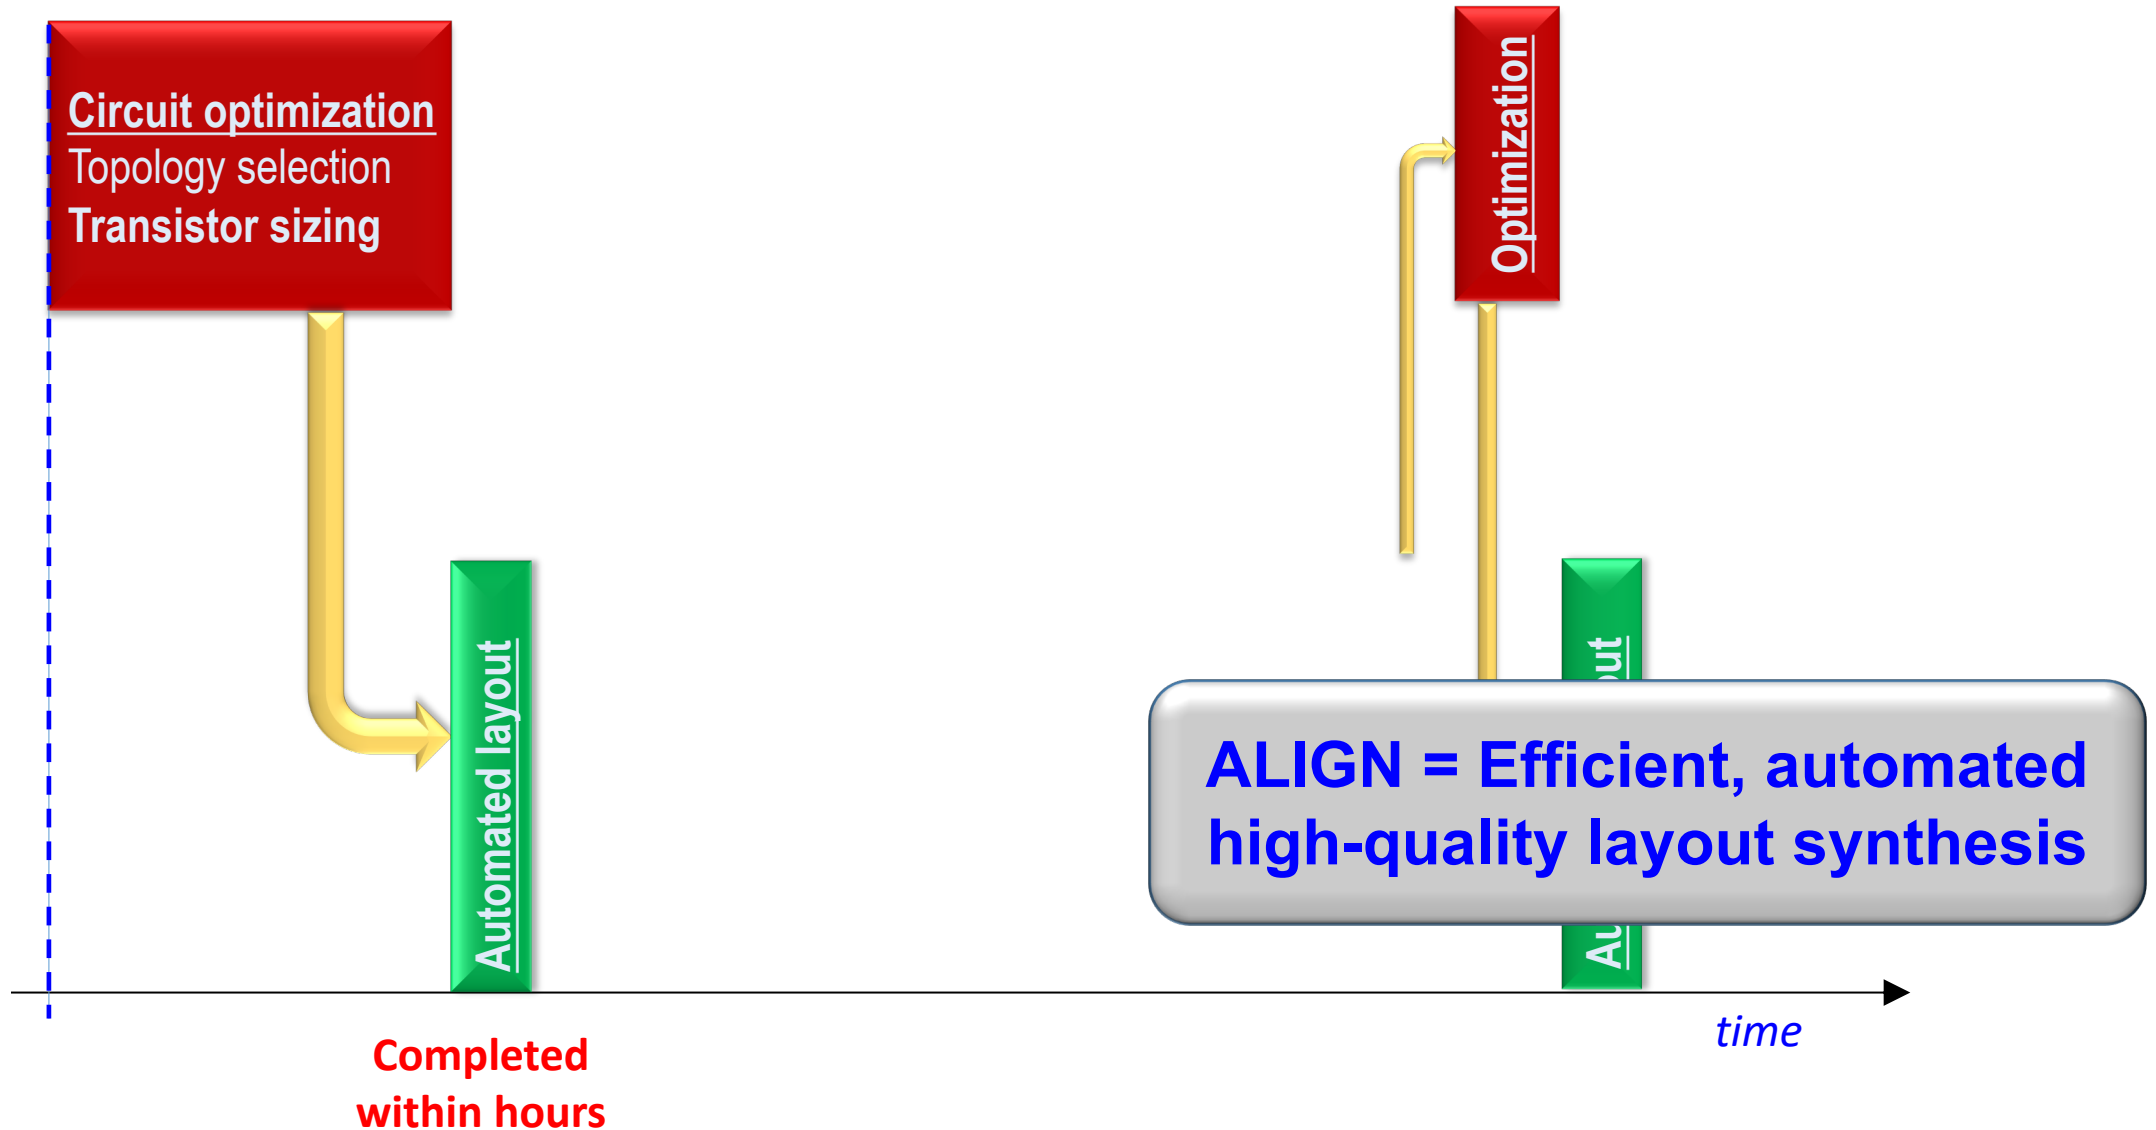 Circuit optimization
Topology selection
Transistor sizing
Automated layout
Optimization
ALIGN = Efficient, automated
high-quality layout synthesis
time
Completed
within hours